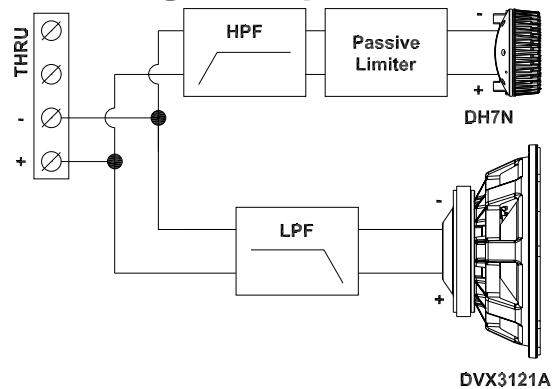 THRU
-
+
HPF
Passive
Limiter
-
+
DH7N
LPF
-
+
DVX3121A